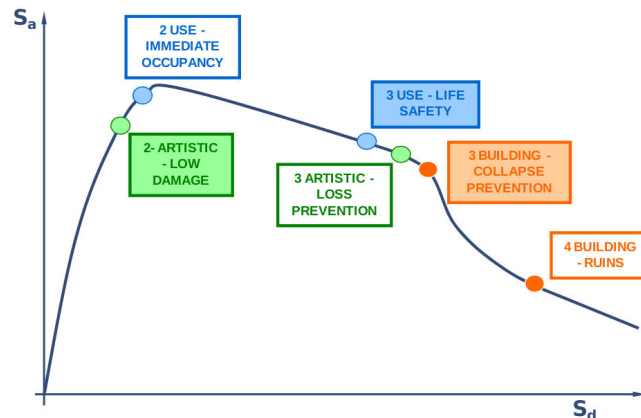 Sa
2 USE -
IMMEDIATE
OCCUPANCY
3 USE - LIFE
SAFETY
2- ARTISTIC
- LOW
DAMAGE
3 ARTISTIC -
LOSS
PREVENTION
3 BUILDING -
COLLAPSE
PREVENTION
4 BUILDING
- RUINS
Sd